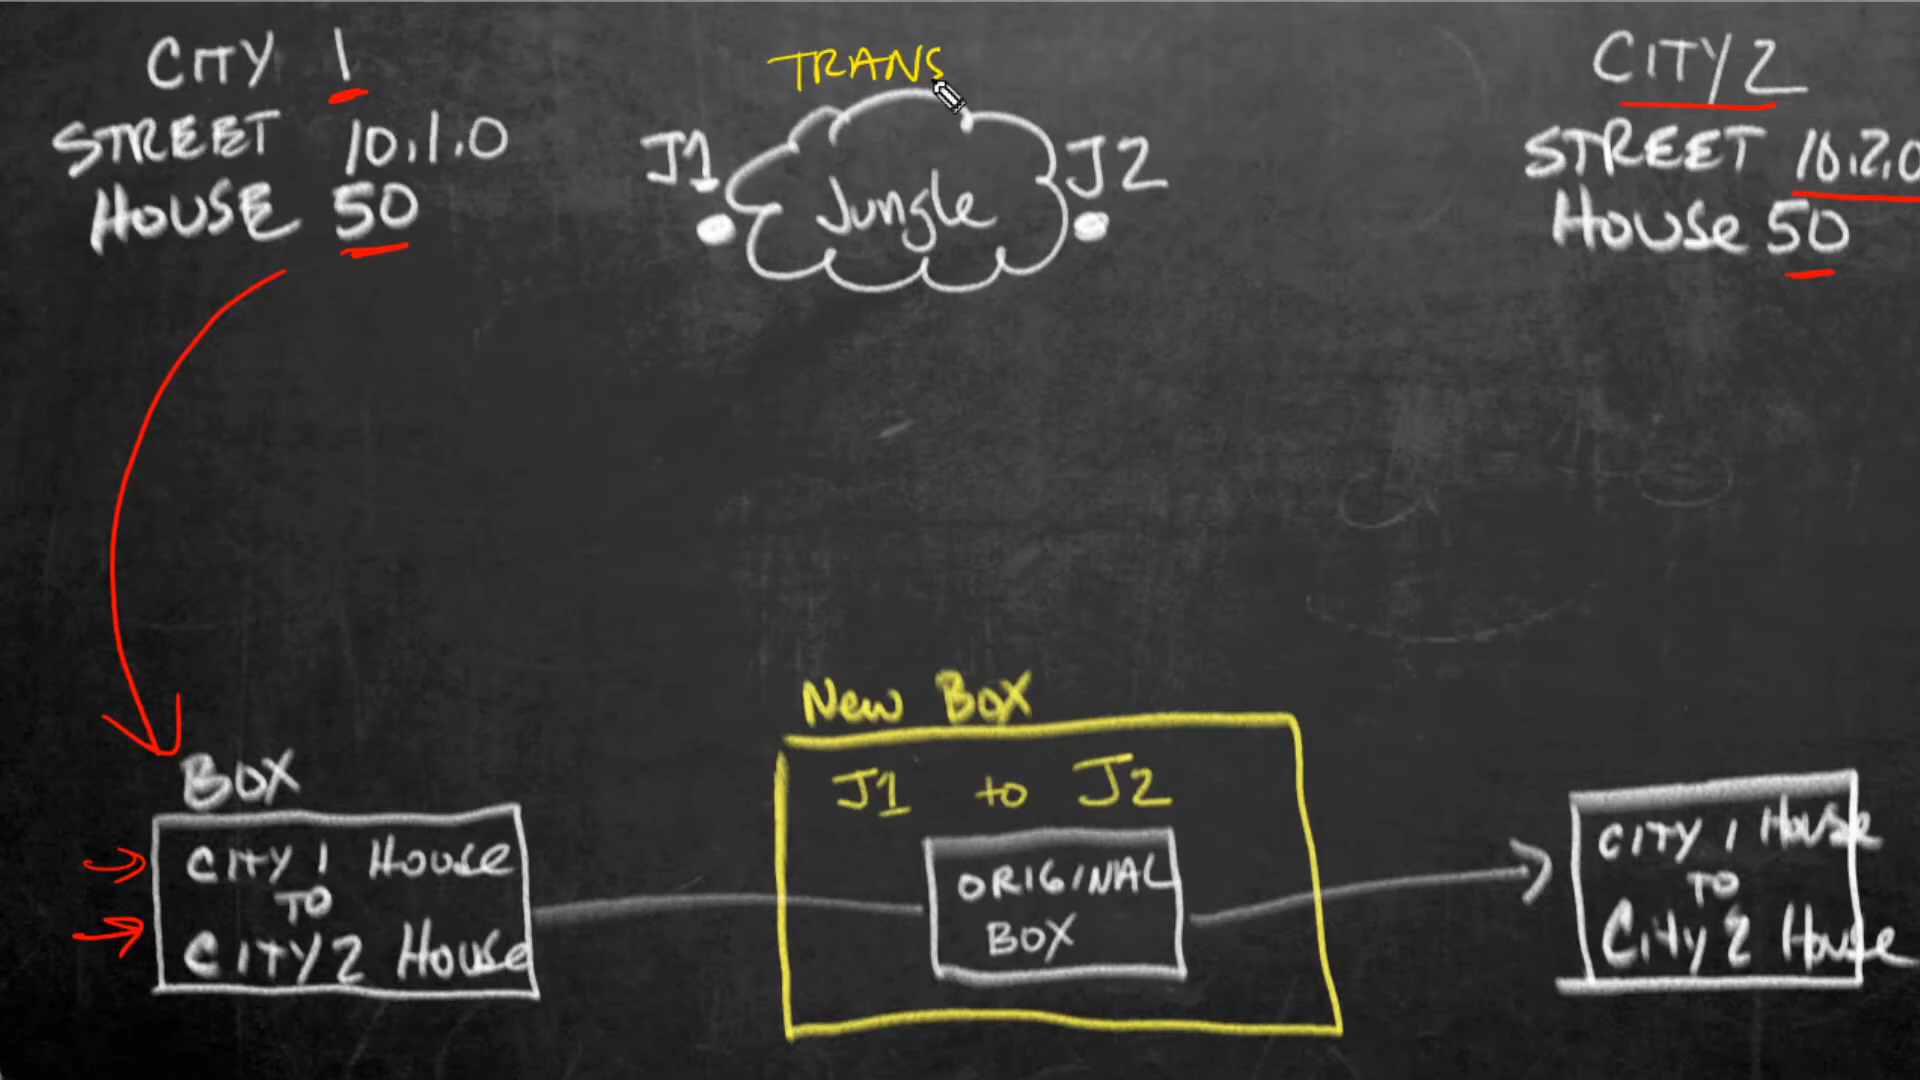 CITY 1
STREET 10.1.0
HOUSE 50
TRANS
J1
Jungle
J2
CITY 2
STREET 10.2.0
House 50
BOX
CITY 1 House
TO
CITY 2 House
New BOX
J1 to J2
ORIGINAL
BOX
CITY 1 House
TO
City 2 House